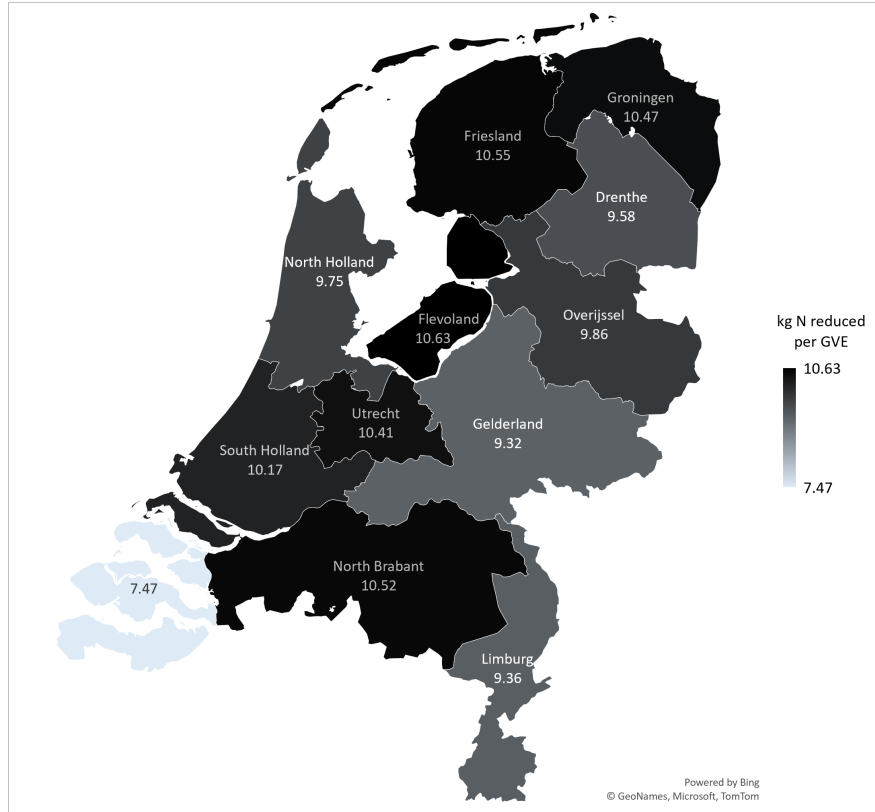 Groningen
10.47
Friesland
10.55
Drenthe
9.58
North Holland
9.75
Flevoland
10.63
Overijssel
9.86
kg N reduced
per GVE
10.63
7.47
Utrecht
10.41
Gelderland
9.32
South Holland
10.17
North Brabant
10.52
7.47
Limburg
9.36
Powered by Bing
© GeoNames, Microsoft, TomTom